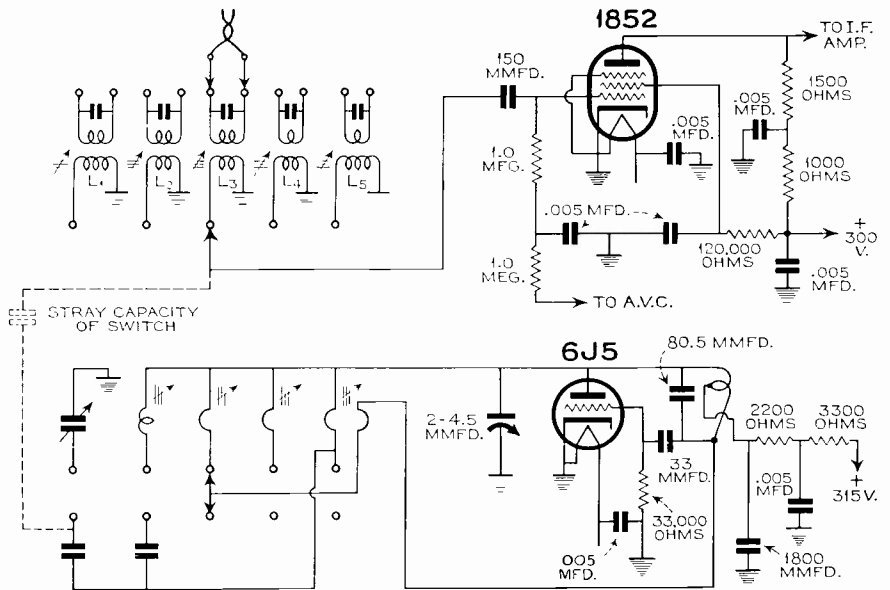 1852
TO I.F.
AMP.
150
MMFD.
1500
OHMS
.005
MFD.
.005
MFD.
1.0
MFG.
1000
OHMS
L1
L2
L3
L4
L5
.005 MFD.
+
300
V.
120,000
OHMS
1.0
MEG.
.005
MFD.
TO A.V.C.
STRAY CAPACITY
OF SWITCH
6J5
80.5 MMFD.
2-4.5
MMFD.
2200
OHMS
3300
OHMS
33
MMFD.
.005
MFD
+
315V.
33,000
OHMS
005
MFD.
1800
MMFD.